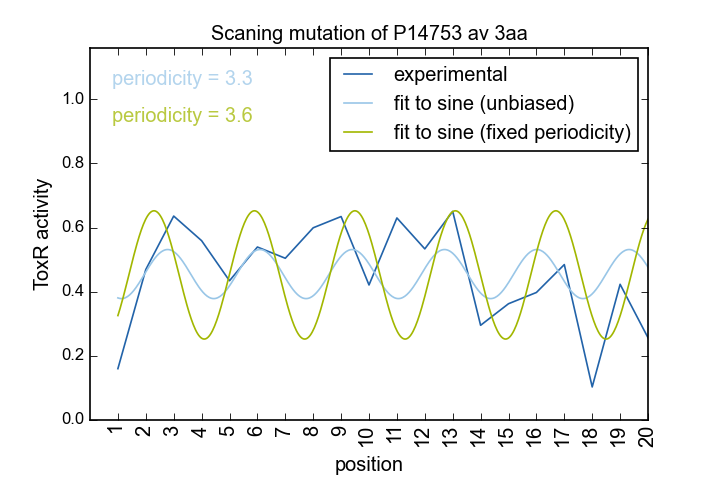 Scaning mutation of P14753 av 3aa
periodicity = 3.3
periodicity = 3.6
experimental
fit to sine (unbiased)
fit to sine (fixed periodicity)
ToxR activity
1.0
0.8
0.6
0.4
0.2
0.0
1 2 3 4 5 6 7 8 9 10 11 12 13 14 15 16 17 18 19 20
position